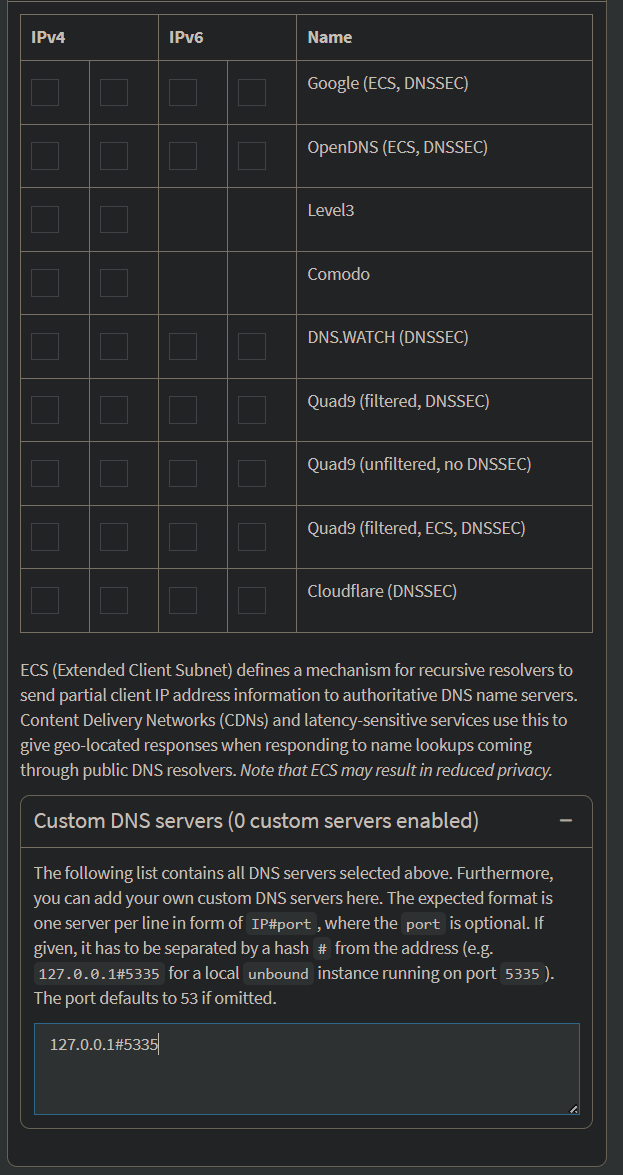 IPv4 IPv6 Name
Google (ECS, DNSSEC)
OpenDNS (ECS, DNSSEC)
Level3
Comodo
DNS.WATCH (DNSSEC)
Quad9 (filtered, DNSSEC)
Quad9 (unfiltered, no DNSSEC)
Quad9 (filtered, ECS, DNSSEC)
Cloudflare (DNSSEC)
ECS (Extended Client Subnet) defines a mechanism for recursive resolvers to
send partial client IP address information to authoritative DNS name servers.
Content Delivery Networks (CDNs) and latency-sensitive services use this to
give geo-located responses when responding to name lookups coming
through public DNS resolvers. Note that ECS may result in reduced privacy.
Custom DNS servers (0 custom servers enabled)
The following list contains all DNS servers selected above. Furthermore,
you can add your own custom DNS servers here. The expected format is
one server per line in form of IP#port, where the port is optional. If
given, it has to be separated by a hash # from the address (e.g.
127.0.0.1#5335 for a local unbound instance running on port 5335).
The port defaults to 53 if omitted.
127.0.0.1#5335